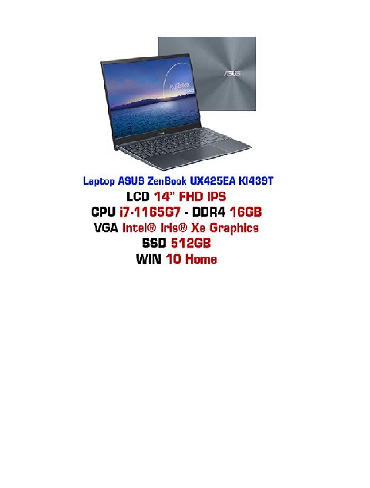 ASUS
Laptop ASUS ZenBook UX425EA KI439T
LCD 14" FHD IPS
CPU i7-1165G7 - DDR4 16GB
VGA Intel® Iris® Xe Graphics
SSD 512GB
WIN 10 Home